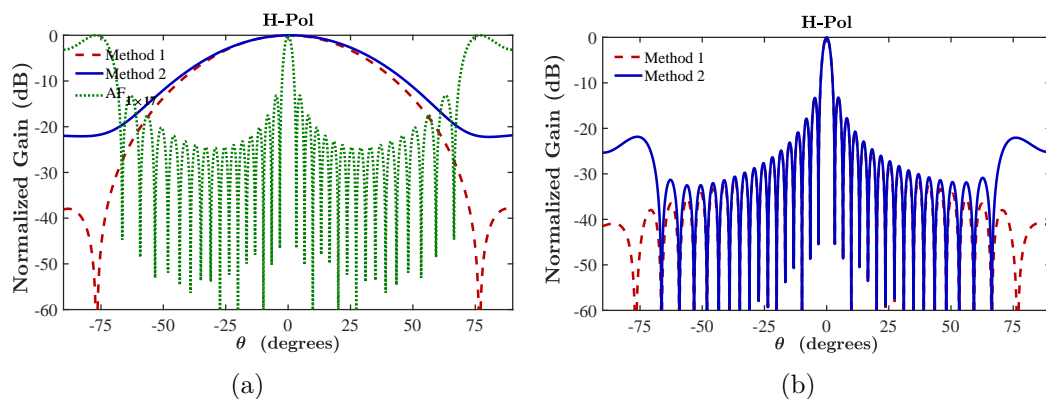 H-Pol
Normalized Gain (dB)
0
-10
-20
-30
-40
-50
-60
Method 1
Method 2
AF1×17
-75
-50
-25
0
25
50
75
θ (degrees)
(a)
H-Pol
Normalized Gain (dB)
0
-10
-20
-30
-40
-50
-60
Method 1
Method 2
-75
-50
-25
0
25
50
75
θ (degrees)
(b)